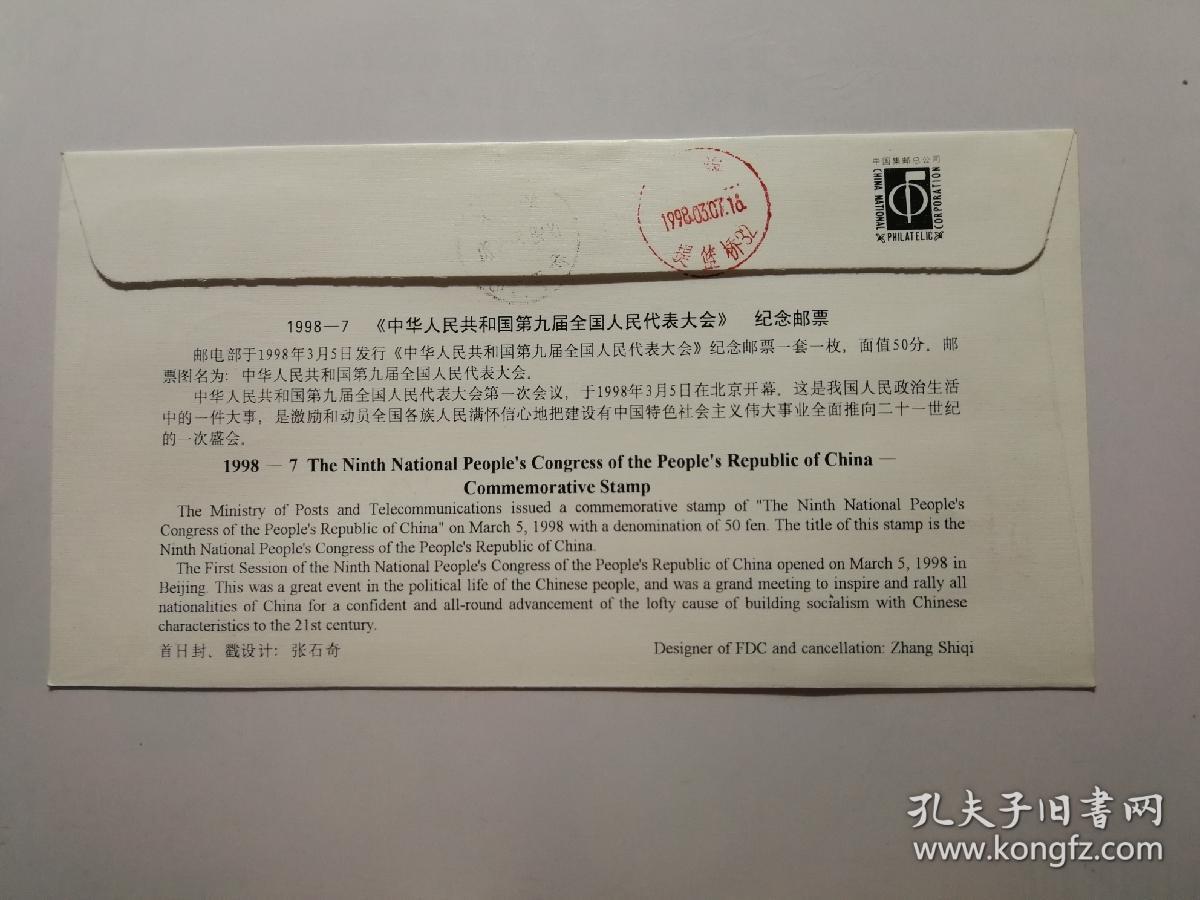 中国集邮总公司
CHINA NATIONAL
PHILATELIC
CORPORATION
1998.03.07.18
提篮桥32
1998—7 《中华人民共和国第九届全国人民代表大会》 纪念邮票
邮电部于1998年3月5日发行《中华人民共和国第九届全国人民代表大会》纪念邮票一套一枚，面值50分。邮
票图名为：中华人民共和国第九届全国人民代表大会。
中华人民共和国第九届全国人民代表大会第一次会议，于1998年3月5日在北京开幕。这是我国人民政治生活
中的一件大事，是激励和动员全国各族人民满怀信心地把建设有中国特色社会主义伟大事业全面推向二十一世纪
的一次盛会。
1998 — 7 The Ninth National People's Congress of the People's Republic of China —
Commemorative Stamp
The Ministry of Posts and Telecommunications issued a commemorative stamp of "The Ninth National People's
Congress of the People's Republic of China" on March 5, 1998 with a denomination of 50 fen. The title of this stamp is the
Ninth National People's Congress of the People's Republic of China.
The First Session of the Ninth National People's Congress of the People's Republic of China opened on March 5, 1998 in
Beijing. This was a great event in the political life of the Chinese people, and was a grand meeting to inspire and rally all
nationalities of China for a confident and all-round advancement of the lofty cause of building socialism with Chinese
characteristics to the 21st century.
首日封、戳设计：张石奇
Designer of FDC and cancellation: Zhang Shiqi
孔夫子旧书网
www.kongfz.com